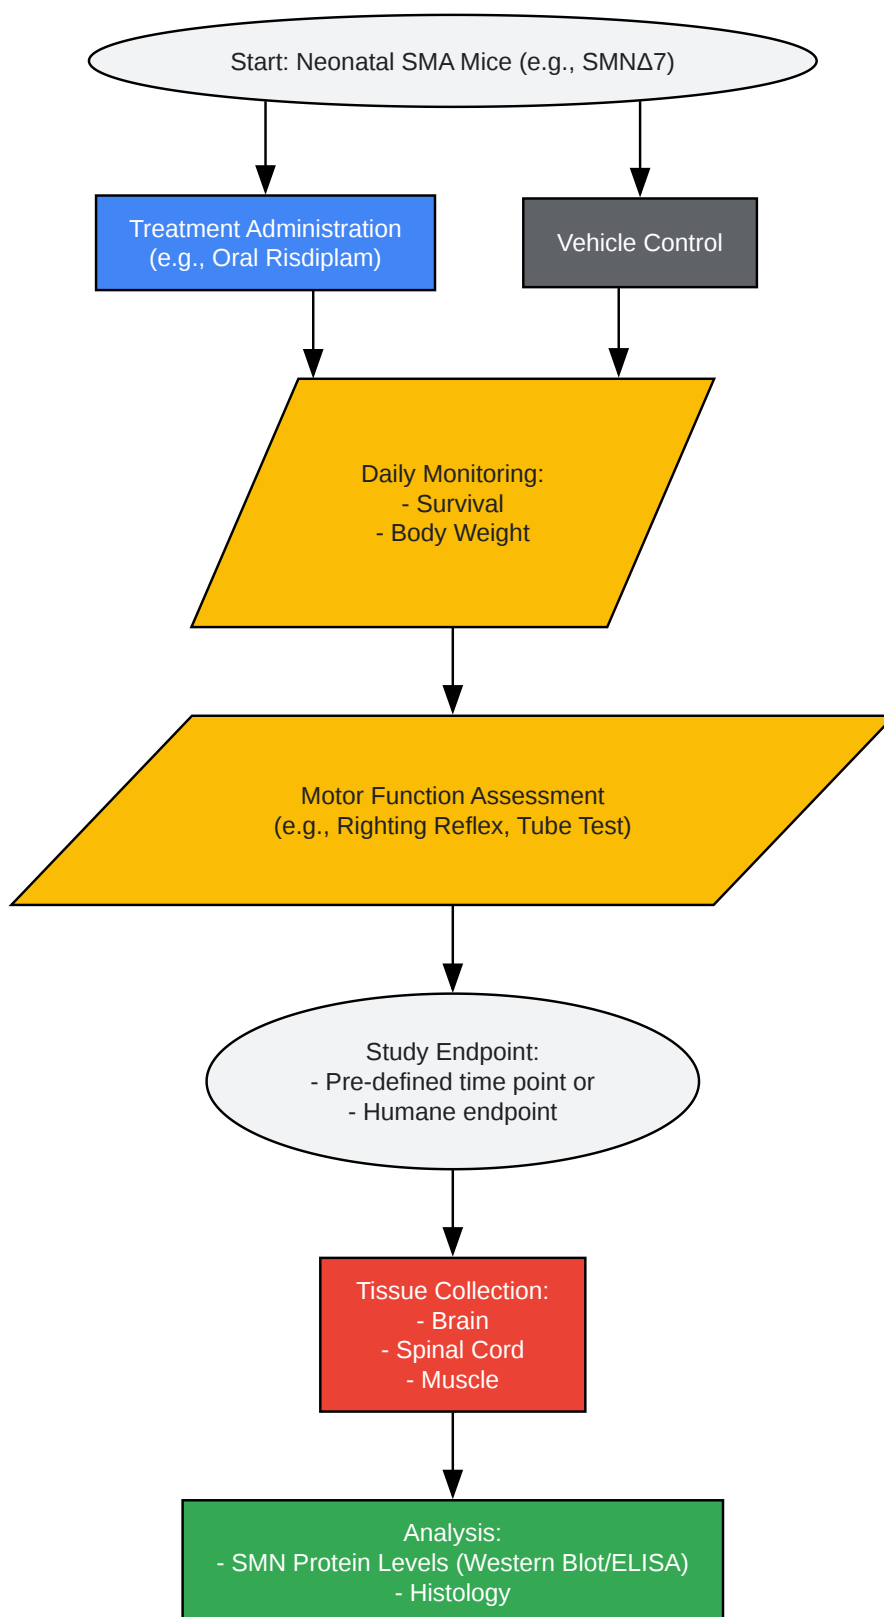 Start: Neonatal SMA Mice (e.g., SMNΔ7)
Treatment Administration
(e.g., Oral Risdiplam)
Vehicle Control
Daily Monitoring:
- Survival
- Body Weight
Motor Function Assessment
(e.g., Righting Reflex, Tube Test)
Study Endpoint:
- Pre-defined time point or
- Humane endpoint
Tissue Collection:
- Brain
- Spinal Cord
- Muscle
Analysis:
- SMN Protein Levels (Western Blot/ELISA)
- Histology